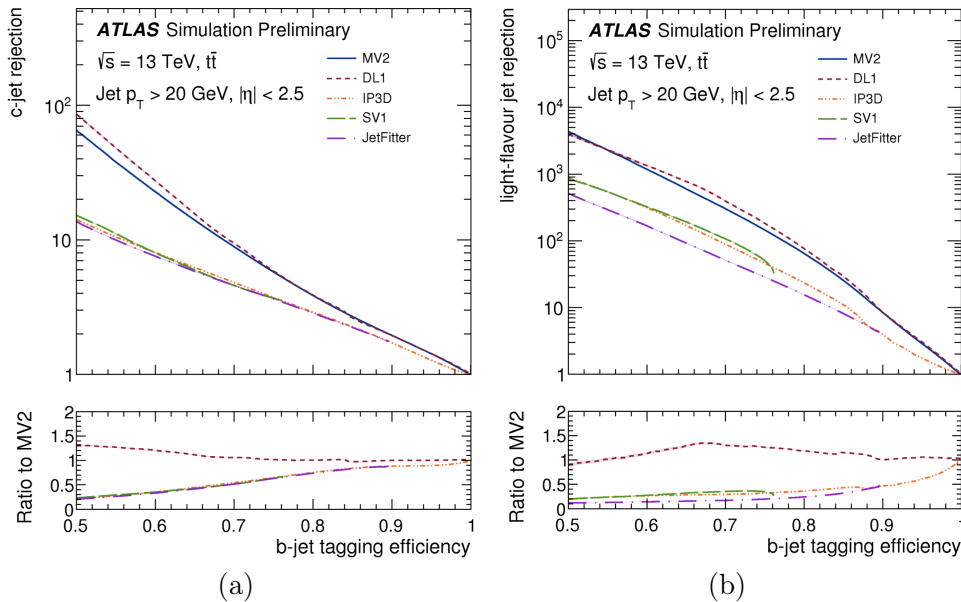 ATLAS Simulation Preliminary
√s = 13 TeV, tt̄
Jet p_T > 20 GeV, |η| < 2.5
MV2
DL1
IP3D
SV1
JetFitter
c-jet rejection
10²
10
1
Ratio to MV2
2
1.5
1
0.5
0
0.5 0.6 0.7 0.8 0.9 1
b-jet tagging efficiency
(a)
ATLAS Simulation Preliminary
√s = 13 TeV, tt̄
Jet p_T > 20 GeV, |η| < 2.5
MV2
DL1
IP3D
SV1
JetFitter
light-flavour jet rejection
10⁵
10⁴
10³
10²
10
1
Ratio to MV2
2
1.5
1
0.5
0
0.5 0.6 0.7 0.8 0.9 1
b-jet tagging efficiency
(b)